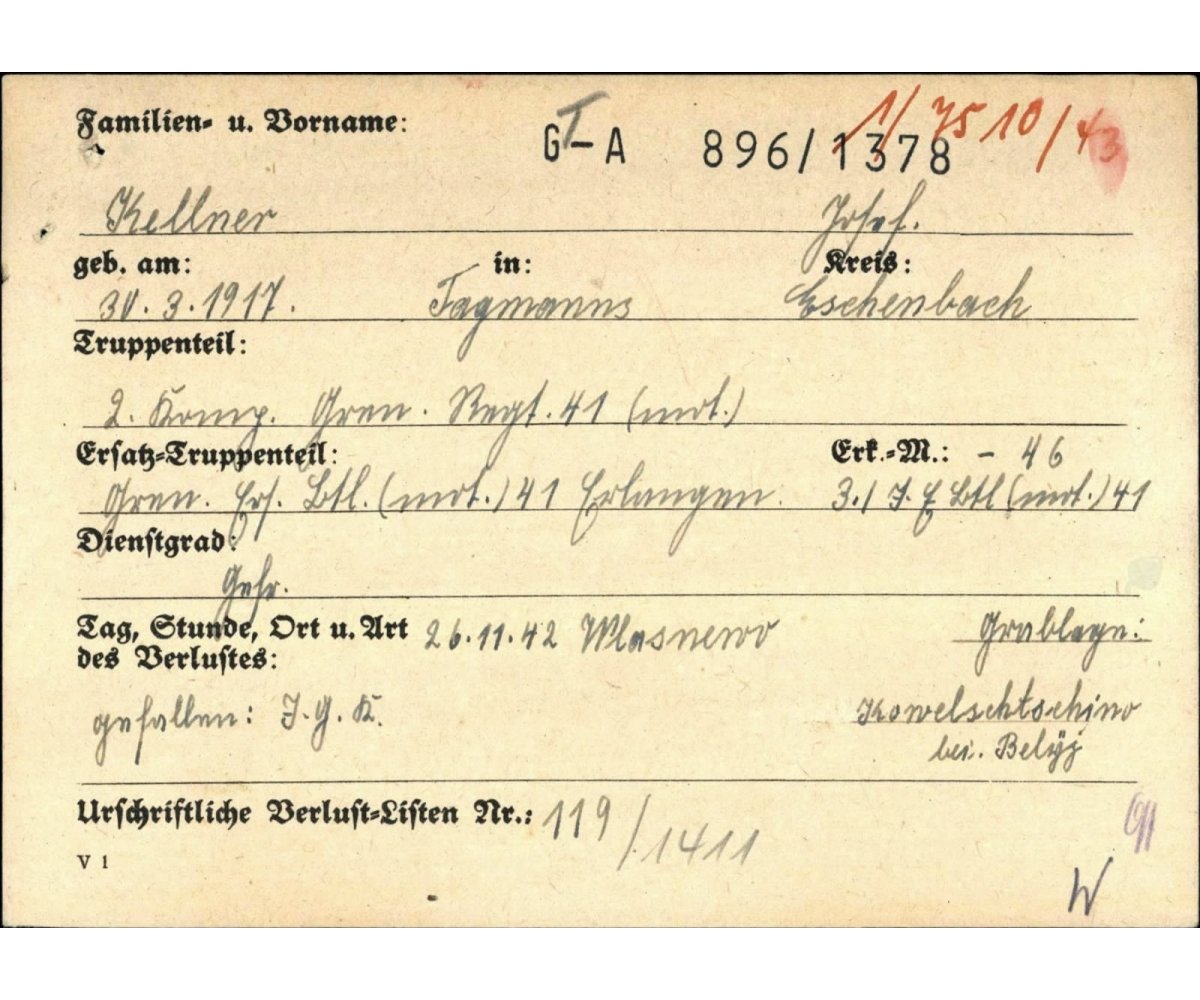 Familien- u. Vorname:
G-A 896/1378
1/7510/43
Kellner Josef.
geb. am: in: Kreis:
30.3.1917. Tagmanns Eschenbach
Truppenteil:
2. Komp. Gren. Regt. 41 (mot.)
Ersatz-Truppenteil: Erk.-M.: - 46
Gren. Ers. Btl. (mot.) 41 Erlangen. 3./J. E Btl (mot.) 41
Dienstgrad:
Gefr.
Tag, Stunde, Ort u. Art 26.11.42 Wlasnewo Grablage:
des Verlustes:
gefallen: J.G.K. Kowelschtschino
bei. Belyj
Urschriftliche Verlust-Listen Nr.: 119/1411
V 1
W